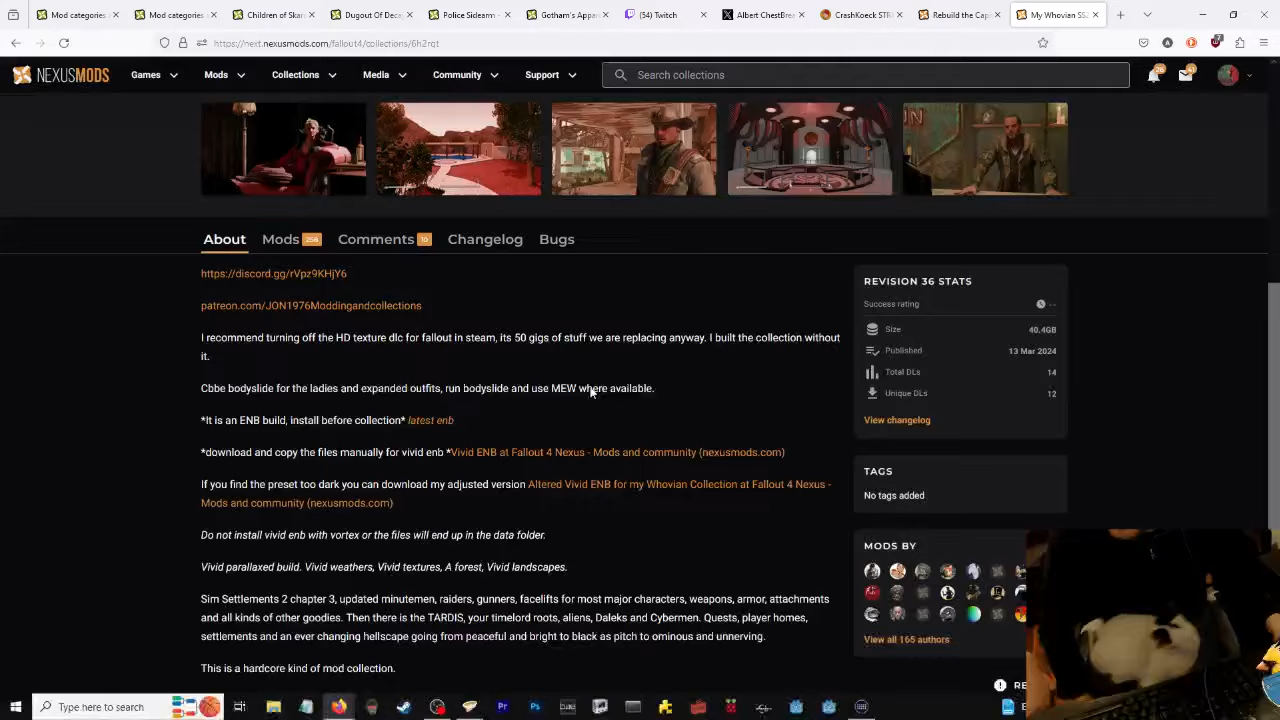 Mod categories
Mod categories
Children of Skar
Dugout Of Deca
Police Sidearm -
Gotham's Appar
(54) Twitch
Albert ChestBrea
CrashKoeck STR
Rebuild the Cap
My Whovian SS2
https://next.nexusmods.com/fallout4/collections/6h2rqt
NEXUSMODS
Games
Mods
Collections
Media
Community
Support
Search collections
About
Mods 256
Comments 10
Changelog
Bugs
https://discord.gg/rVpz9KHjY6
patreon.com/JON1976Moddingandcollections
I recommend turning off the HD texture dlc for fallout in steam, its 50 gigs of stuff we are replacing anyway. I built the collection without
it.
Cbbe bodyslide for the ladies and expanded outfits, run bodyslide and use MEW where available.
*It is an ENB build, install before collection* latest enb
*download and copy the files manually for vivid enb *Vivid ENB at Fallout 4 Nexus - Mods and community (nexusmods.com)
If you find the preset too dark you can download my adjusted version Altered Vivid ENB for my Whovian Collection at Fallout 4 Nexus -
Mods and community (nexusmods.com)
Do not install vivid enb with vortex or the files will end up in the data folder.
Vivid parallaxed build. Vivid weathers, Vivid textures, A forest, Vivid landscapes.
Sim Settlements 2 chapter 3, updated minutemen, raiders, gunners, facelifts for most major characters, weapons, armor, attachments
and all kinds of other goodies. Then there is the TARDIS, your timelord roots, aliens, Daleks and Cybermen. Quests, player homes,
settlements and an ever changing hellscape going from peaceful and bright to black as pitch to ominous and unnerving.
This is a hardcore kind of mod collection.
REVISION 36 STATS
Success rating --
Size 40.4GB
Published 13 Mar 2024
Total DLs 14
Unique DLs 12
View changelog
TAGS
No tags added
MODS BY
View all 165 authors
RE
Type here to search